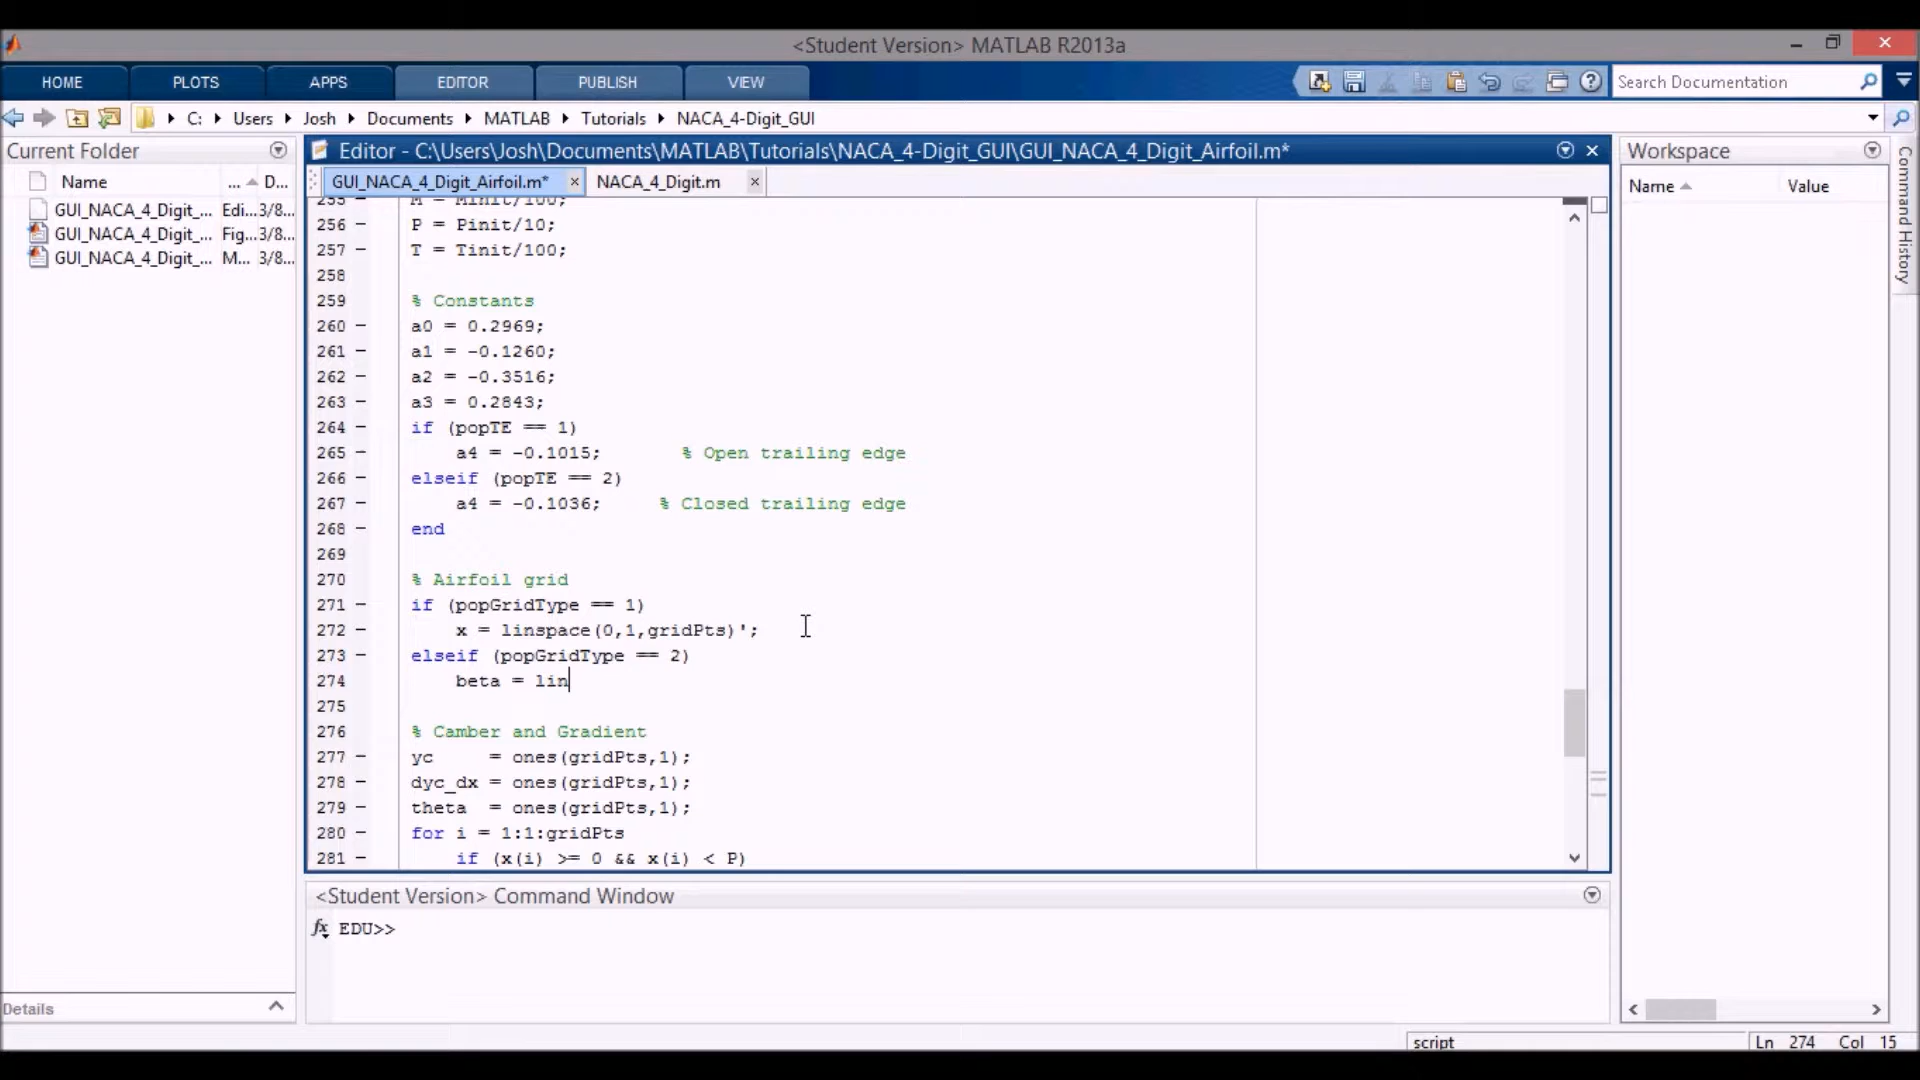 <Student Version> MATLAB R2013a
HOME PLOTS APPS EDITOR PUBLISH VIEW Search Documentation
C: Users Josh Documents MATLAB Tutorials NACA_4-Digit_GUI
Current Folder
Name ... D...
GUI_NACA_4_Digit_... Edi... 3/8...
GUI_NACA_4_Digit_... Fig... 3/8...
GUI_NACA_4_Digit_... M... 3/8...
Details
Editor - C:\Users\Josh\Documents\MATLAB\Tutorials\NACA_4-Digit_GUI\GUI_NACA_4_Digit_Airfoil.m*
GUI_NACA_4_Digit_Airfoil.m* × NACA_4_Digit.m ×
255 M = Minit/100;
256 – P = Pinit/10;
257 – T = Tinit/100;
258
259 % Constants
260 – a0 = 0.2969;
261 – a1 = -0.1260;
262 – a2 = -0.3516;
263 – a3 = 0.2843;
264 – if (popTE == 1)
265 – a4 = -0.1015; % Open trailing edge
266 – elseif (popTE == 2)
267 – a4 = -0.1036; % Closed trailing edge
268 – end
269
270 % Airfoil grid
271 – if (popGridType == 1)
272 – x = linspace(0,1,gridPts)';
273 – elseif (popGridType == 2)
274 beta = lin
275
276 % Camber and Gradient
277 – yc = ones(gridPts,1);
278 – dyc_dx = ones(gridPts,1);
279 – theta = ones(gridPts,1);
280 – for i = 1:1:gridPts
281 – if (x(i) >= 0 && x(i) < P)
<Student Version> Command Window
fx EDU>>
Workspace
Name Value
Command History
script Ln 274 Col 15